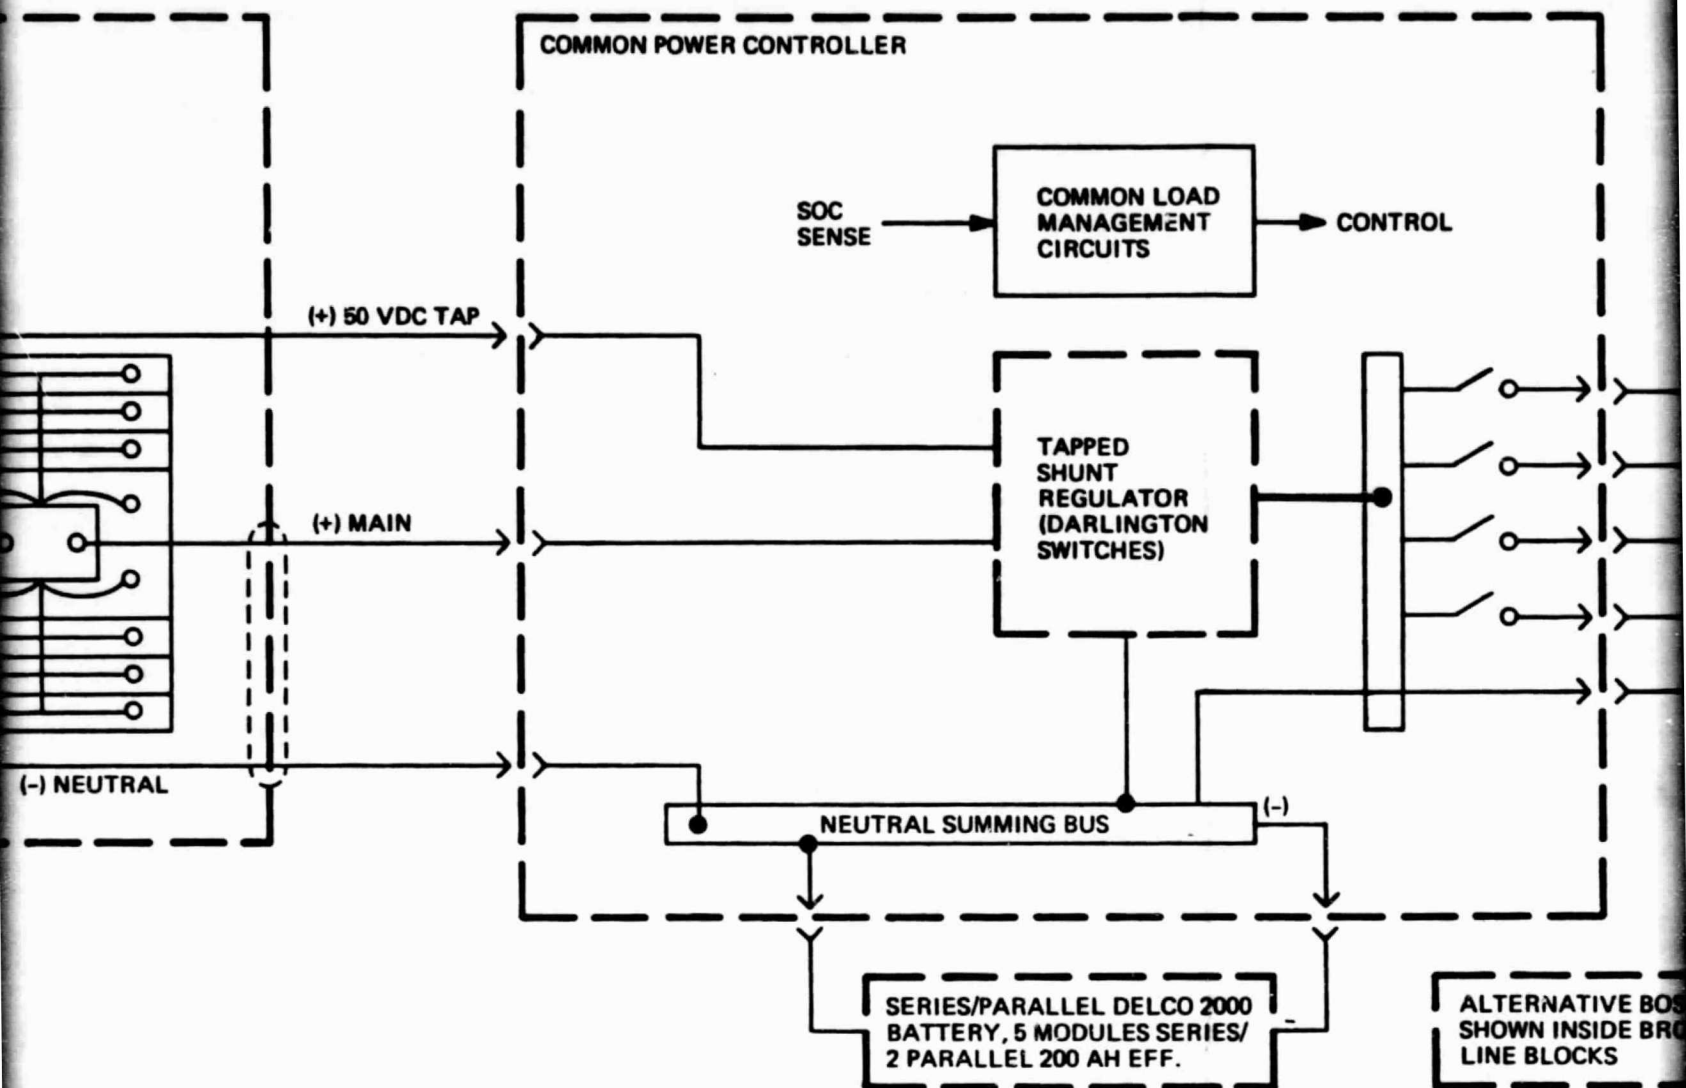 COMMON POWER CONTROLLER
SOC
SENSE
COMMON LOAD
MANAGEMENT
CIRCUITS
CONTROL
(+) 50 VDC TAP
TAPPED
SHUNT
REGULATOR
(DARLINGTON
SWITCHES)
(+) MAIN
(-) NEUTRAL
NEUTRAL SUMMING BUS
(-)
SERIES/PARALLEL DELCO 2000
BATTERY, 5 MODULES SERIES/
2 PARALLEL 200 AH EFF.
-
ALTERNATIVE
SHOWN INSIDE
LINE BLOCKS